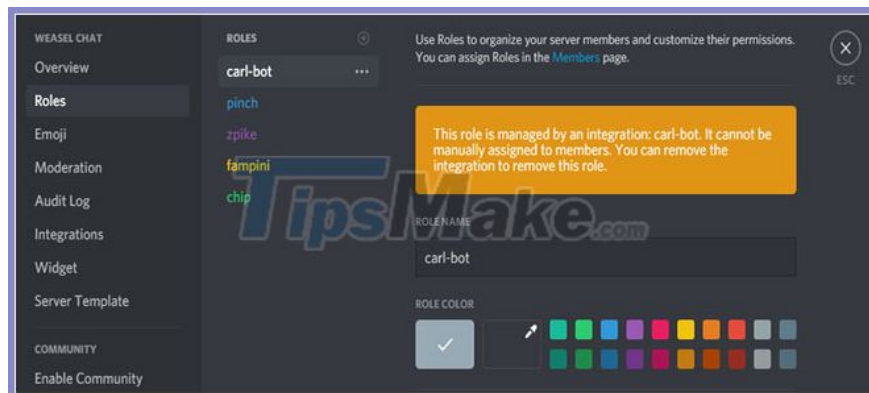 WEASEL CHAT
Overview
Roles
Emoji
Moderation
Audit Log
Integrations
Widget
Server Template
COMMUNITY
Enable Community
ROLES
carl-bot
pinch
zpike
fampini
chip
Use Roles to organize your server members and customize their permissions.
You can assign Roles in the Members page.
This role is managed by an integration: carl-bot. It cannot be
manually assigned to members. You can remove the
integration to remove this role.
ROLE NAME
carl-bot
ROLE COLOR
ESC
TipsMake.com